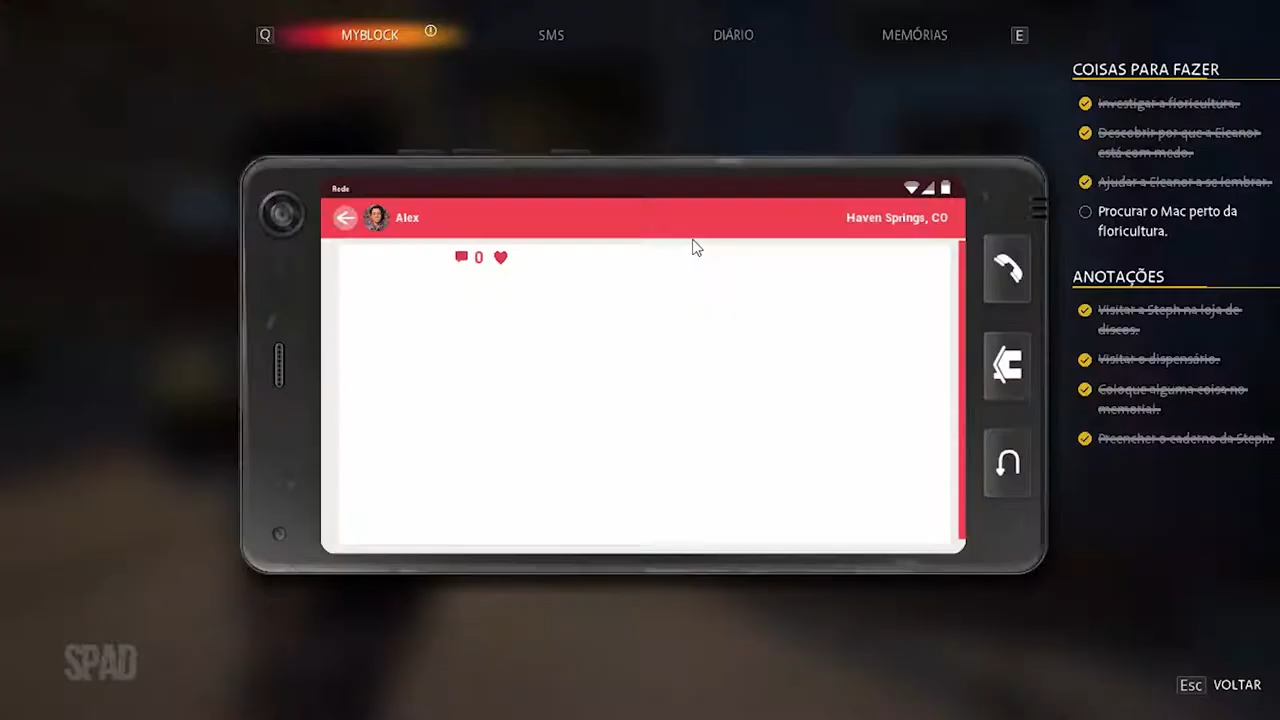 Q MYBLOCK SMS DIÁRIO MEMÓRIAS E
COISAS PARA FAZER
Investigar a floricultura.
Descobrir por que a Eleanor
está com medo.
Ajudar a Eleanor a se lembrar.
Procurar o Mac perto da
floricultura.
ANOTAÇÕES
Visitar a Steph na loja de
discos.
Visitar o dispensário.
Coloque alguma coisa no
memorial.
Preencher o caderno da Steph.
Rede
Alex Haven Springs, CO
0
SPAD
Esc VOLTAR